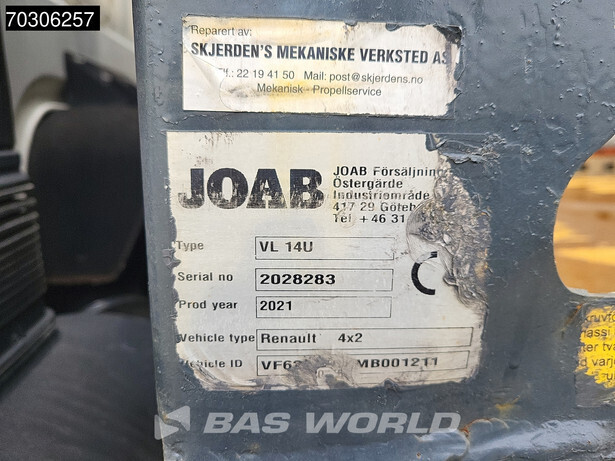 70306257
Reparert av:
SKJERDEN'S MEKANISKE VERKSTED AS
22 19 41 50 Mail: post@skjerdens.no
Mekanisk - Propellservice
JOAB
JOAB Försäljning
Östergärde
Industriområde
417 29 Göteb
Tel + 46 31
Type VL 14U
Serial no 2028283
Prod year 2021
Vehicle type Renault 4x2
Vehicle ID VF6 MB001211
BAS WORLD